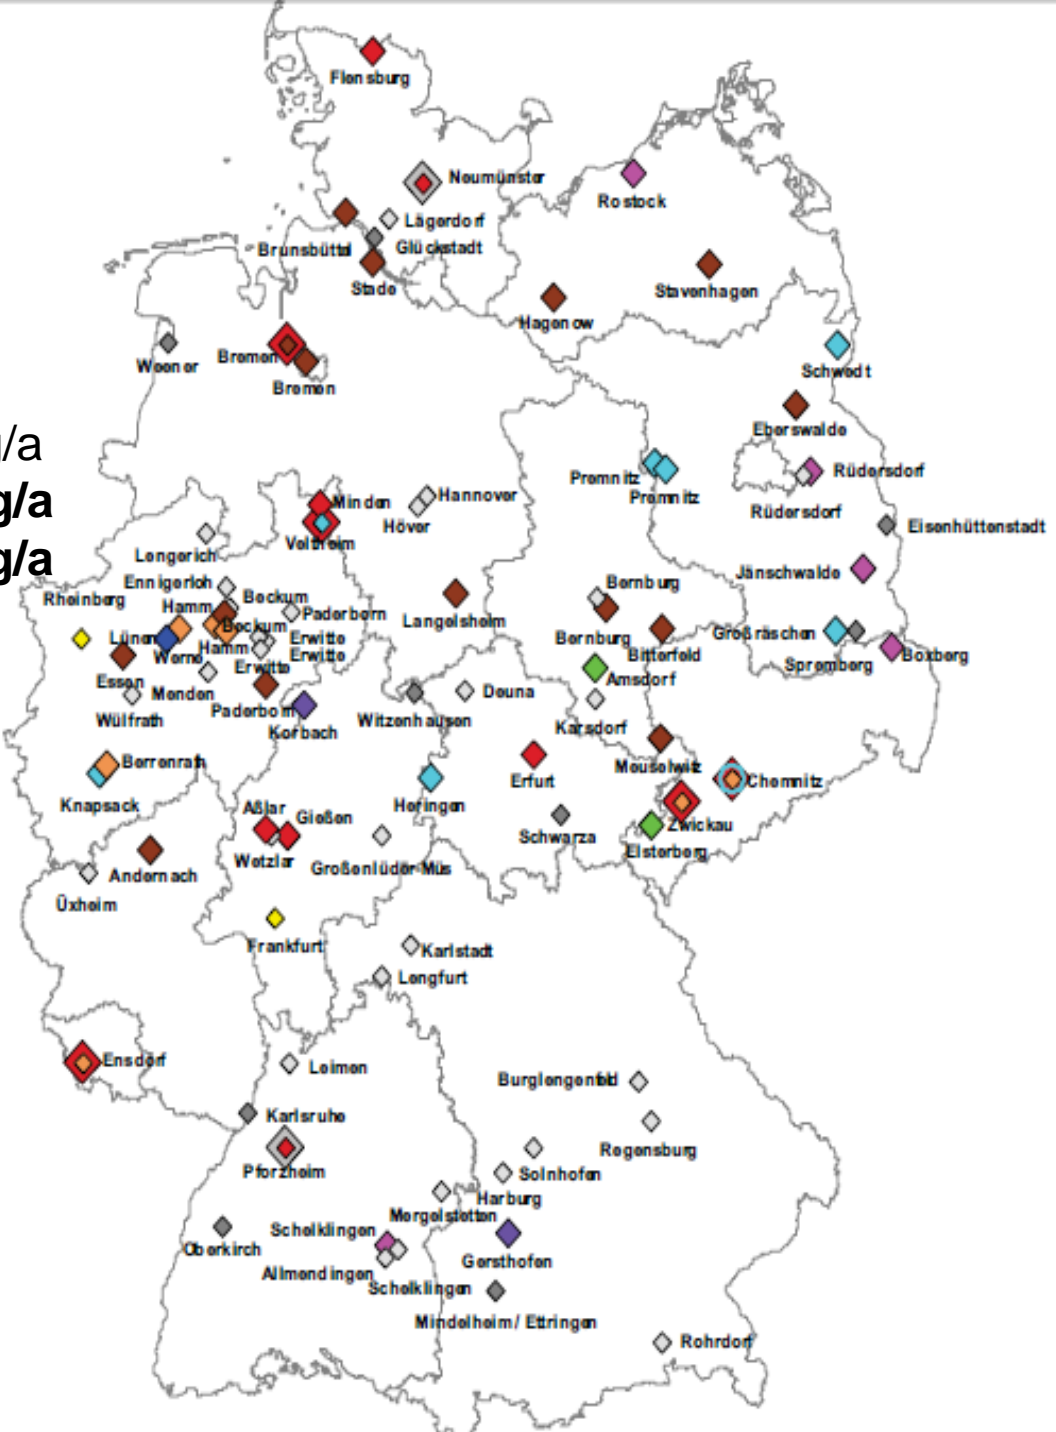 Flensburg
Neumünster
Rostock
Lägerdorf
Brunsbüttel
Glückstadt
Stade
Stavenhagen
Hagenow
Weener
Bremen
Bremen
Schwedt
Eberswalde
g/a
g/a
g/a
Premnitz
Premnitz
Rüdersdorf
Rüdersdorf
Minden
Hannover
Höver
Veltheim
Eisenhüttenstadt
Lengerich
Jänschwalde
Ennigerloh
Rheinberg
Beckum
Hamm
Paderborn
Bernburg
Langelsheim
Beckum
Lünen
Erwitte
Bernburg
Großräschen
Werne
Hamm
Erwitte
Bitterfeld
Boxberg
Erwitte
Spremberg
Essen
Menden
Amsdorf
Deuna
Paderborn
Wülfrath
Witzenhausen
Karsdorf
Korbach
Berrenrath
Meuselwitz
Erfurt
Chemnitz
Knapsack
Heringen
Aßlar
Gießen
Zwickau
Schwarza
Elsterberg
Wetzlar
Großenlüder-Müs
Andernach
Üxheim
Frankfurt
Karlstadt
Lengfurt
Ensdorf
Leimen
Burglengenfeld
Karlsruhe
Regensburg
Pforzheim
Solnhofen
Harburg
Mergelstetten
Schelklingen
Oberkirch
Gersthofen
Allmendingen
Schelklingen
Mindelheim / Ettringen
Rohrdorf